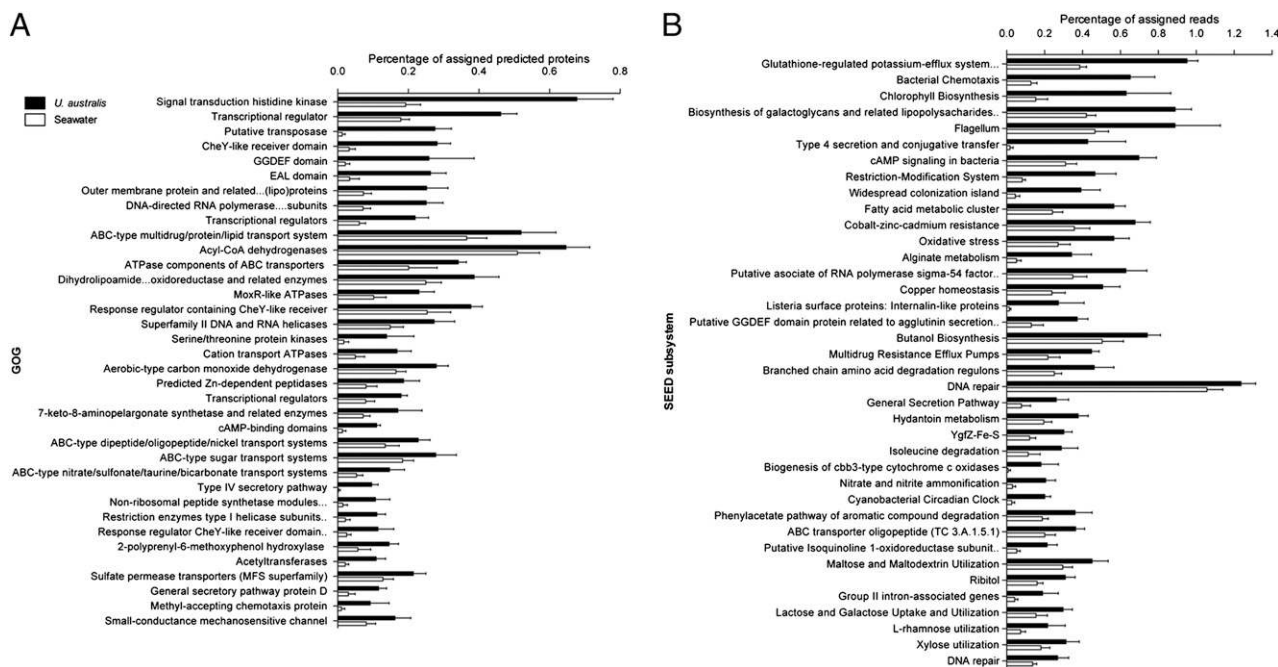 A
Percentage of assigned predicted proteins
0.0 0.2 0.4 0.6 0.8
U. australis
Seawater
GOG
Signal transduction histidine kinase
Transcriptional regulator
Putative transposase
CheY-like receiver domain
GGDEF domain
EAL domain
Outer membrane protein and related...(lipo)proteins
DNA-directed RNA polymerase....subunits
Transcriptional regulators
ABC-type multidrug/protein/lipid transport system
Acyl-CoA dehydrogenases
ATPase components of ABC transporters
Dihydrolipoamide...oxidoreductase and related enzymes
MoxR-like ATPases
Response regulator containing CheY-like receiver
Superfamily II DNA and RNA helicases
Serine/threonine protein kinases
Cation transport ATPases
Aerobic-type carbon monoxide dehydrogenase
Predicted Zn-dependent peptidases
Transcriptional regulators
7-keto-8-aminopelargonate synthetase and related enzymes
cAMP-binding domains
ABC-type dipeptide/oligopeptide/nickel transport systems
ABC-type sugar transport systems
ABC-type nitrate/sulfonate/taurine/bicarbonate transport systems
Type IV secretory pathway
Non-ribosomal peptide synthetase modules...
Restriction enzymes type I helicase subunits..
Response regulator CheY-like receiver domain..
2-polyprenyl-6-methoxyphenol hydroxylase
Acetyltransferases
Sulfate permease transporters (MFS superfamily)
General secretory pathway protein D
Methyl-accepting chemotaxis protein
Small-conductance mechanosensitive channel
B
Percentage of assigned reads
0.0 0.2 0.4 0.6 0.8 1.0 1.2 1.4
SEED subsystem
Glutathione-regulated potassium-efflux system...
Bacterial Chemotaxis
Chlorophyll Biosynthesis
Biosynthesis of galactoglycans and related lipopolysacharides..
Flagellum
Type 4 secretion and conjugative transfer
cAMP signaling in bacteria
Restriction-Modification System
Widespread colonization island
Fatty acid metabolic cluster
Cobalt-zinc-cadmium resistance
Oxidative stress
Alginate metabolism
Putative asociate of RNA polymerase sigma-54 factor..
Copper homeostasis
Listeria surface proteins: Internalin-like proteins
Putative GGDEF domain protein related to agglutinin secretion..
Butanol Biosynthesis
Multidrug Resistance Efflux Pumps
Branched chain amino acid degradation regulons
DNA repair
General Secretion Pathway
Hydantoin metabolism
YgfZ-Fe-S
Isoleucine degradation
Biogenesis of cbb3-type cytochrome c oxidases
Nitrate and nitrite ammonification
Cyanobacterial Circadian Clock
Phenylacetate pathway of aromatic compound degradation
ABC transporter oligopeptide (TC 3.A.1.5.1)
Putative Isoquinoline 1-oxidoreductase subunit..
Maltose and Maltodextrin Utilization
Ribitol
Group II intron-associated genes
Lactose and Galactose Uptake and Utilization
L-rhamnose utilization
Xylose utilization
DNA repair